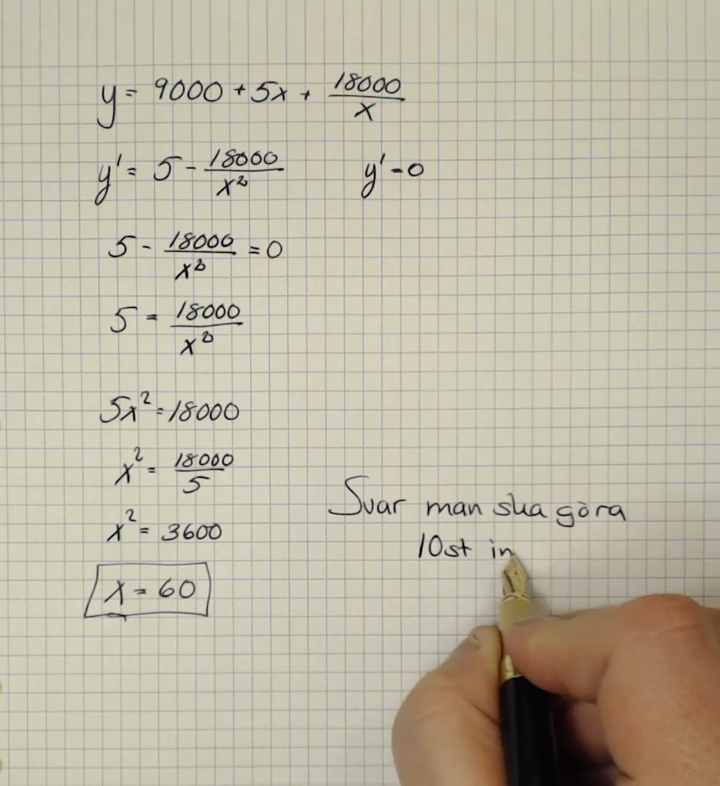 y = 9000 + 5x + 18000/x
y' = 5 - 18000/x² y' = 0
5 - 18000/x² = 0
5 = 18000/x²
5x² = 18000
x² = 18000/5
x² = 3600
x = 60
Svar man ska göra
10st in